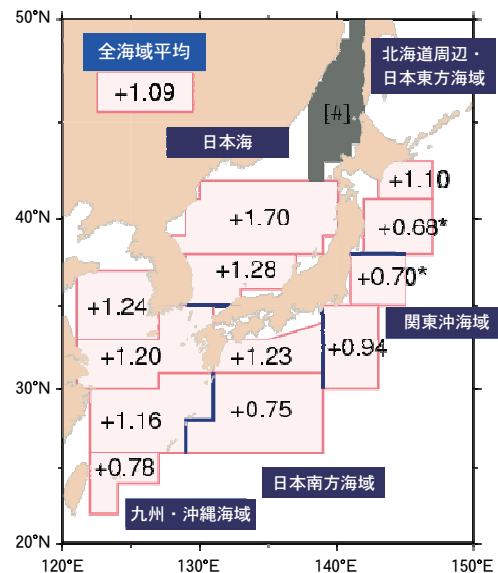 50°N
全海域平均
+1.09
北海道周辺・
日本東方海域
[#]
日本海
+1.10
40°N
+1.70
+0.68*
+1.28
+0.70*
+1.24
関東沖海域
+0.94
+1.20
+1.23
30°N
+1.16
+0.75
+0.78
日本南方海域
九州・沖縄海域
20°N
120°E
130°E
140°E
150°E